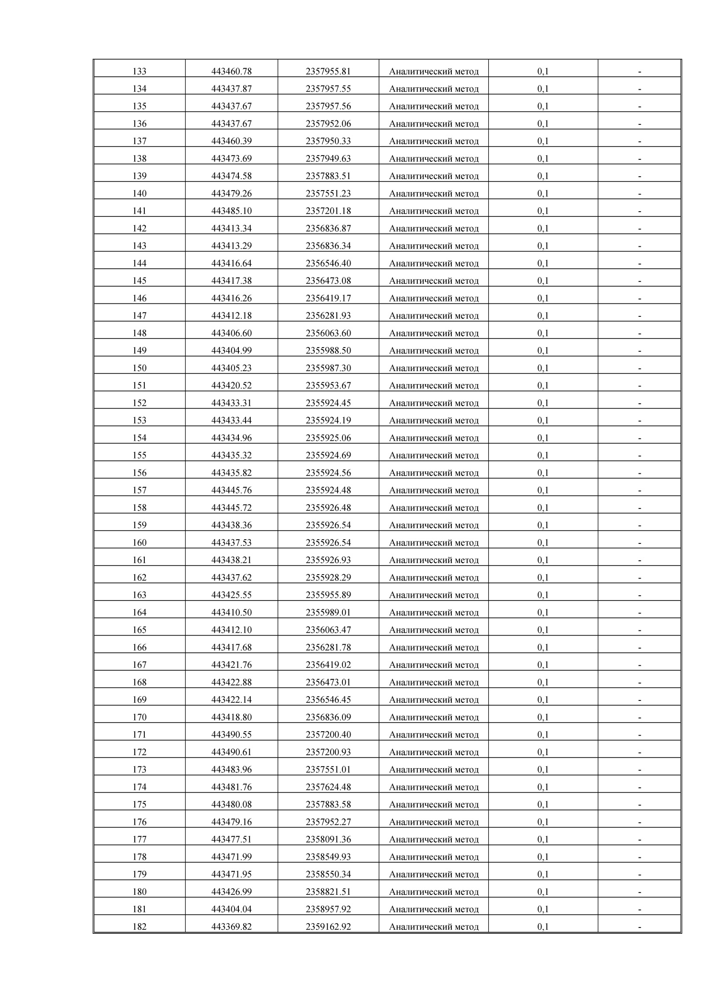 133 443460.78 2357955.81 Аналитический метод 0,1 -
134 443437.87 2357957.55 Аналитический метод 0,1 -
135 443437.67 2357957.56 Аналитический метод 0,1 -
136 443437.67 2357952.06 Аналитический метод 0,1 -
137 443460.39 2357950.33 Аналитический метод 0,1 -
138 443473.69 2357949.63 Аналитический метод 0,1 -
139 443474.58 2357883.51 Аналитический метод 0,1 -
140 443479.26 2357551.23 Аналитический метод 0,1 -
141 443485.10 2357201.18 Аналитический метод 0,1 -
142 443413.34 2356836.87 Аналитический метод 0,1 -
143 443413.29 2356836.34 Аналитический метод 0,1 -
144 443416.64 2356546.40 Аналитический метод 0,1 -
145 443417.38 2356473.08 Аналитический метод 0,1 -
146 443416.26 2356419.17 Аналитический метод 0,1 -
147 443412.18 2356281.93 Аналитический метод 0,1 -
148 443406.60 2356063.60 Аналитический метод 0,1 -
149 443404.99 2355988.50 Аналитический метод 0,1 -
150 443405.23 2355987.30 Аналитический метод 0,1 -
151 443420.52 2355953.67 Аналитический метод 0,1 -
152 443433.31 2355924.45 Аналитический метод 0,1 -
153 443433.44 2355924.19 Аналитический метод 0,1 -
154 443434.96 2355925.06 Аналитический метод 0,1 -
155 443435.32 2355924.69 Аналитический метод 0,1 -
156 443435.82 2355924.56 Аналитический метод 0,1 -
157 443445.76 2355924.48 Аналитический метод 0,1 -
158 443445.72 2355926.48 Аналитический метод 0,1 -
159 443438.36 2355926.54 Аналитический метод 0,1 -
160 443437.53 2355926.54 Аналитический метод 0,1 -
161 443438.21 2355926.93 Аналитический метод 0,1 -
162 443437.62 2355928.29 Аналитический метод 0,1 -
163 443425.55 2355955.89 Аналитический метод 0,1 -
164 443410.50 2355989.01 Аналитический метод 0,1 -
165 443412.10 2356063.47 Аналитический метод 0,1 -
166 443417.68 2356281.78 Аналитический метод 0,1 -
167 443421.76 2356419.02 Аналитический метод 0,1 -
168 443422.88 2356473.01 Аналитический метод 0,1 -
169 443422.14 2356546.45 Аналитический метод 0,1 -
170 443418.80 2356836.09 Аналитический метод 0,1 -
171 443490.55 2357200.40 Аналитический метод 0,1 -
172 443490.61 2357200.93 Аналитический метод 0,1 -
173 443483.96 2357551.01 Аналитический метод 0,1 -
174 443481.76 2357624.48 Аналитический метод 0,1 -
175 443480.08 2357883.58 Аналитический метод 0,1 -
176 443479.16 2357952.27 Аналитический метод 0,1 -
177 443477.51 2358091.36 Аналитический метод 0,1 -
178 443471.99 2358549.93 Аналитический метод 0,1 -
179 443471.95 2358550.34 Аналитический метод 0,1 -
180 443426.99 2358821.51 Аналитический метод 0,1 -
181 443404.04 2358957.92 Аналитический метод 0,1 -
182 443369.82 2359162.92 Аналитический метод 0,1 -